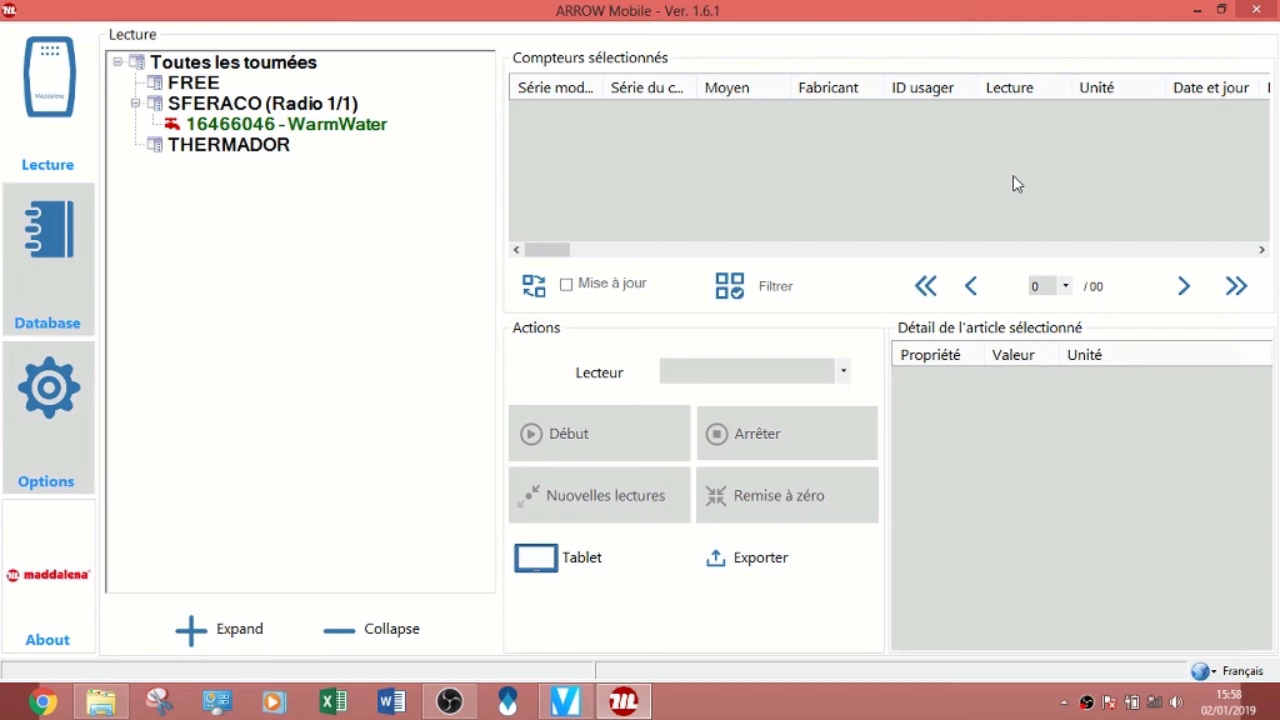 ARROW Mobile - Ver. 1.6.1
Lecture
Toutes les tournées
FREE
SFERACO (Radio 1/1)
16466046 - WarmWater
THERMADOR
Maddalena
Lecture
Database
Options
maddalena
About
Expand
Collapse
Compteurs sélectionnés
Série mod... Série du c... Moyen Fabricant ID usager Lecture Unité Date et jour
Mise à jour
Filtrer
0 / 00
Actions
Lecteur
Début
Arrêter
Nuovelles lectures
Remise à zéro
Tablet
Exporter
Détail de l'article sélectionné
Propriété Valeur Unité
Français
15:58
02/01/2019